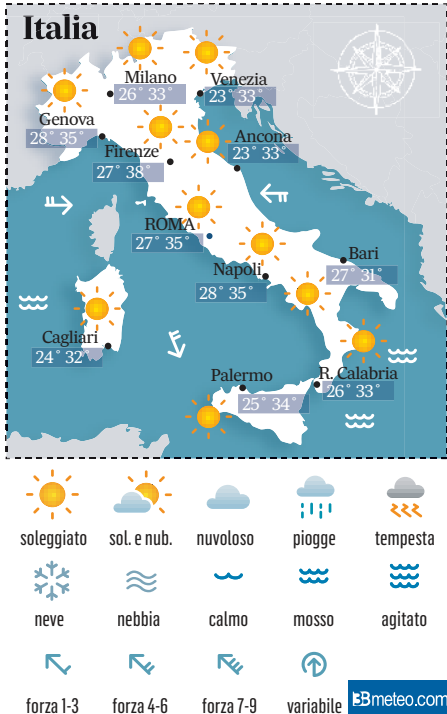 Italia
Milano
26° 33°
Venezia
23° 33°
Genova
28° 35°
Firenze
27° 38°
Ancona
23° 33°
ROMA
27° 35°
Napoli
28° 35°
Bari
27° 31°
Cagliari
24° 32°
Palermo
25° 34°
R. Calabria
26° 33°
soleggiato sol. e nub. nuvoloso piogge tempesta
neve nebbia calmo mosso agitato
forza 1-3 forza 4-6 forza 7-9 variabile
3Bmeteo.com